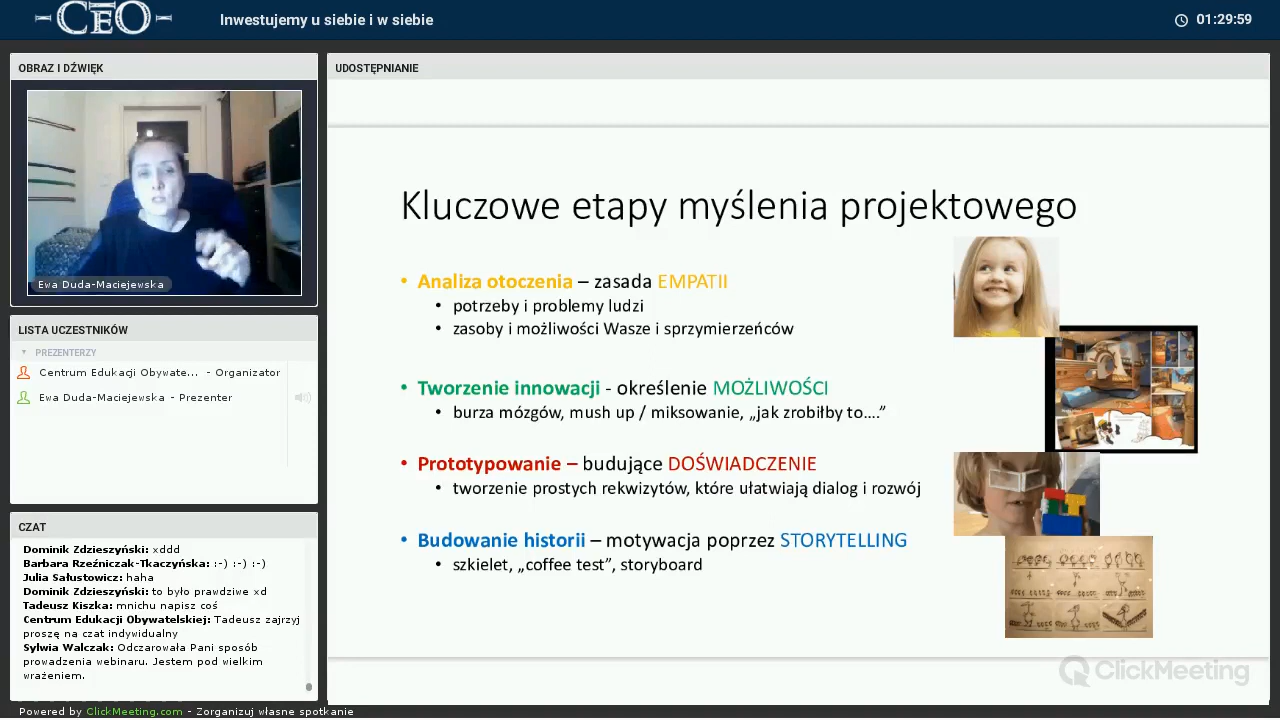 CEO
Inwestujemy u siebie i w siebie
01:29:59
OBRAZ I DŹWIĘK
Ewa Duda-Maciejewska
LISTA UCZESTNIKÓW
PREZENTERZY
Centrum Edukacji Obywate... - Organizator
Ewa Duda-Maciejewska - Prezenter
CZAT
Dominik Zdzieszyński: xddd
Barbara Rzeźniczak-Tkaczyńska: :-) :-) :-)
Julia Sałustowicz: haha
Dominik Zdzieszyński: to było prawdziwe xd
Tadeusz Kiszka: mnichu napisz coś
Centrum Edukacji Obywatelskiej: Tadeusz zajrzyj
proszę na czat indywidualny
Sylwia Walczak: Odczarowała Pani sposób
prowadzenia webinaru. Jestem pod wielkim
wrażeniem.
Powered by ClickMeeting.com - Zorganizuj własne spotkanie
UDOSTĘPNIANIE
Kluczowe etapy myślenia projektowego
• Analiza otoczenia – zasada EMPATII
• potrzeby i problemy ludzi
• zasoby i możliwości Wasze i sprzymierzeńców
• Tworzenie innowacji - określenie MOŻLIWOŚCI
• burza mózgów, mush up / miksowanie, „jak zrobiłby to....”
• Prototypowanie – budujące DOŚWIADCZENIE
• tworzenie prostych rekwizytów, które ułatwiają dialog i rozwój
• Budowanie historii – motywacja poprzez STORYTELLING
• szkielet, „coffee test”, storyboard
ClickMeeting